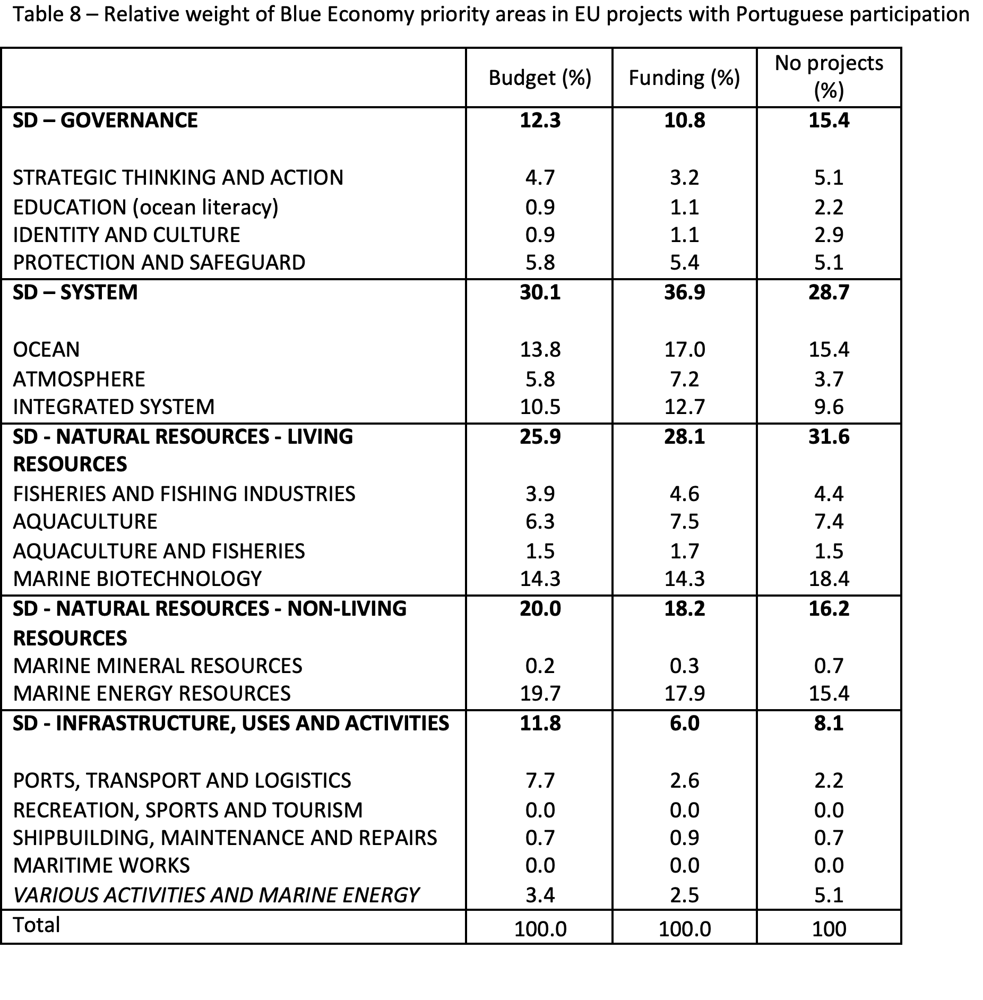 Table 8 – Relative weight of Blue Economy priority areas in EU projects with Portuguese participation
Budget (%) Funding (%) No projects
(%)
SD – GOVERNANCE 12.3 10.8 15.4
STRATEGIC THINKING AND ACTION 4.7 3.2 5.1
EDUCATION (ocean literacy) 0.9 1.1 2.2
IDENTITY AND CULTURE 0.9 1.1 2.9
PROTECTION AND SAFEGUARD 5.8 5.4 5.1
SD – SYSTEM 30.1 36.9 28.7
OCEAN 13.8 17.0 15.4
ATMOSPHERE 5.8 7.2 3.7
INTEGRATED SYSTEM 10.5 12.7 9.6
SD - NATURAL RESOURCES - LIVING 25.9 28.1 31.6
RESOURCES
FISHERIES AND FISHING INDUSTRIES 3.9 4.6 4.4
AQUACULTURE 6.3 7.5 7.4
AQUACULTURE AND FISHERIES 1.5 1.7 1.5
MARINE BIOTECHNOLOGY 14.3 14.3 18.4
SD - NATURAL RESOURCES - NON-LIVING 20.0 18.2 16.2
RESOURCES
MARINE MINERAL RESOURCES 0.2 0.3 0.7
MARINE ENERGY RESOURCES 19.7 17.9 15.4
SD - INFRASTRUCTURE, USES AND ACTIVITIES 11.8 6.0 8.1
PORTS, TRANSPORT AND LOGISTICS 7.7 2.6 2.2
RECREATION, SPORTS AND TOURISM 0.0 0.0 0.0
SHIPBUILDING, MAINTENANCE AND REPAIRS 0.7 0.9 0.7
MARITIME WORKS 0.0 0.0 0.0
VARIOUS ACTIVITIES AND MARINE ENERGY 3.4 2.5 5.1
Total 100.0 100.0 100